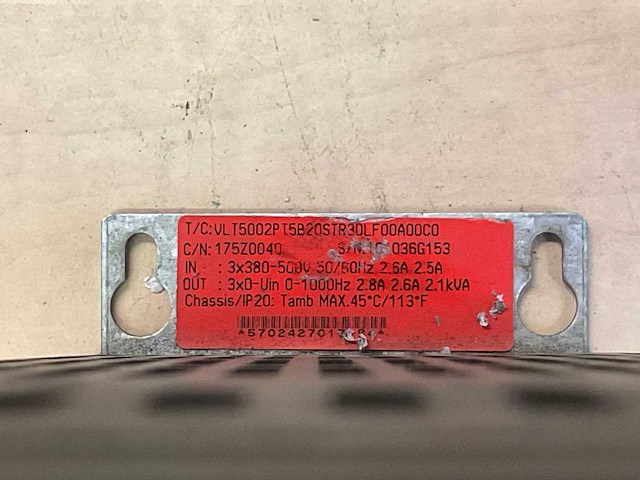 T/C:VLT5002PT5B20STR3DLF00A00C0
C/N: 175Z0040 S/N: 036G153
IN : 3x380-500V 50/60Hz 2.6A 2.5A
OUT : 3x0-Uin 0-1000Hz 2.8A 2.6A 2.1kVA
Chassis/IP20: Tamb MAX.45°C/113°F